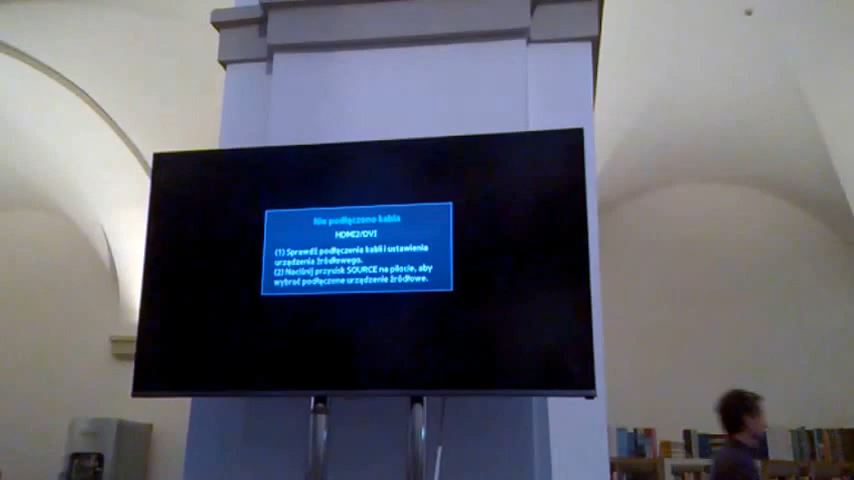 Nie podłączono kabla
HDMI2/DVI
(1) Sprawdź podłączenia kabli i ustawienia
urządzenia źródłowego.
(2) Naciśnij przycisk SOURCE na pilocie, aby
wybrać podłączone urządzenie źródłowe.